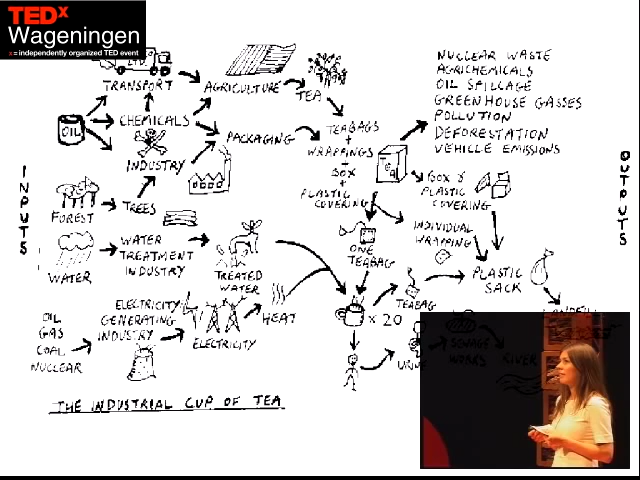 TEDx
Wageningen
x = independently organized TED event
INPUTS
OUTPUTS
TRANSPORT
AGRICULTURE
TEA
OIL
CHEMICALS
INDUSTRY
PACKAGING
TEABAGS
+
WRAPPINGS
+
BOX
+
PLASTIC COVERING
NUCLEAR WASTE
AGRICHEMICALS
OIL SPILLAGE
GREENHOUSE GASSES
POLLUTION
DEFORESTATION
VEHICLE EMISSIONS
BOX &
PLASTIC
COVERING
FOREST
TREES
INDIVIDUAL
WRAPPING
WATER
WATER
TREATMENT
INDUSTRY
TREATED
WATER
ONE
TEABAG
PLASTIC
SACK
TEABAG
LANDFILL
OIL
GAS
COAL
NUCLEAR
ELECTRICITY
GENERATING
INDUSTRY
ELECTRICITY
HEAT
x 20
URINE
SEWAGE
WORKS
RIVER
THE INDUSTRIAL CUP OF TEA